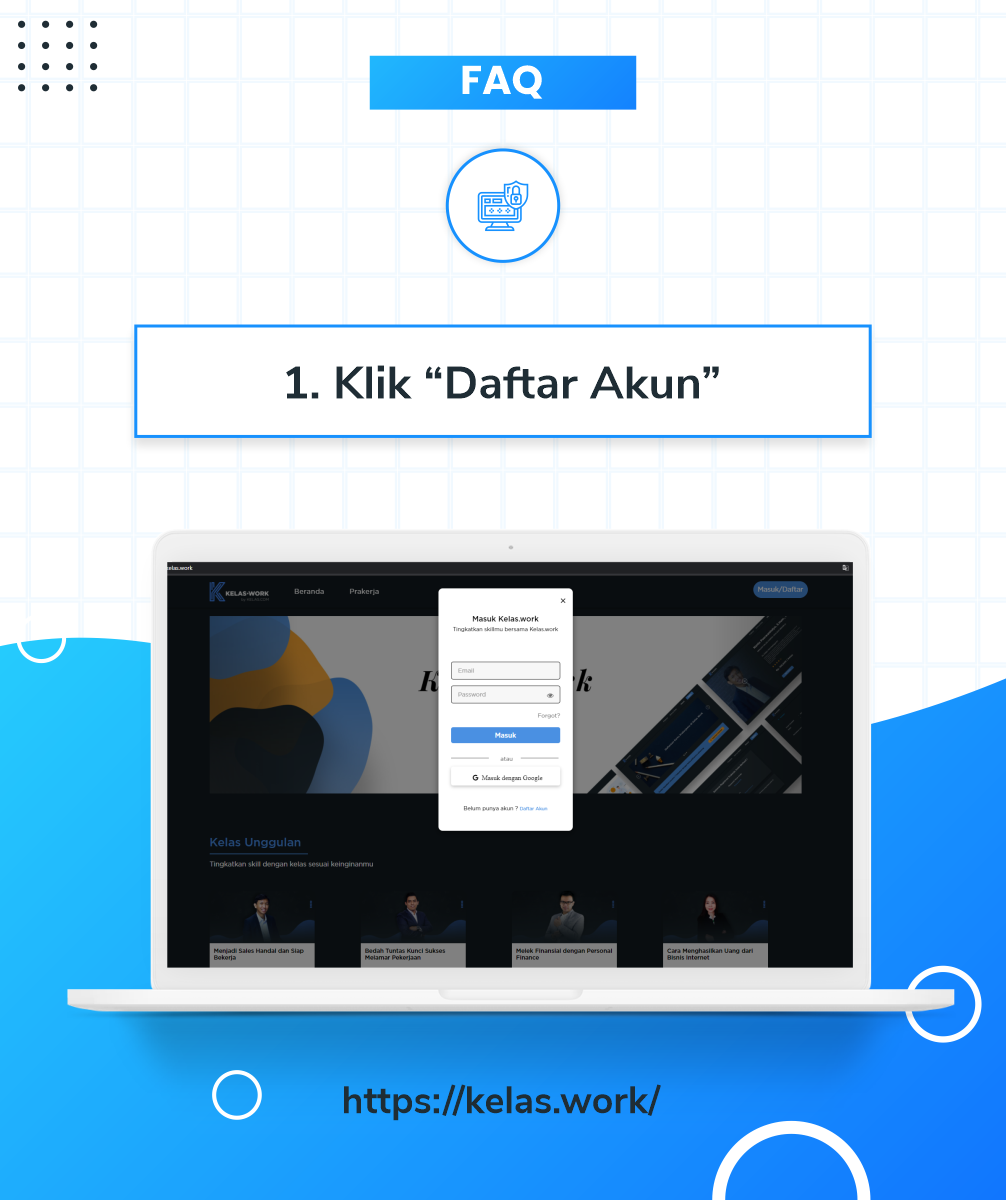 FAQ
1. Klik “Daftar Akun”
kelas.work
KELAS-WORK
Beranda
Prakerja
Masuk/Daftar
Masuk Kelas.work
Tingkatkan skillmu bersama Kelas.work
Email
Password
Forgot?
Masuk
atau
G Masuk dengan Google
Belum punya akun ? Daftar Akun
Kelas Unggulan
Tingkatkan skill dengan kelas sesuai keinginanmu
Menjadi Sales Handal dan Siap
Bekerja
Bedah Tuntas Kunci Sukses
Melamar Pekerjaan
Melek Finansial dengan Personal
Finance
Cara Menghasilkan Uang dari
Bisnis Internet
https://kelas.work/